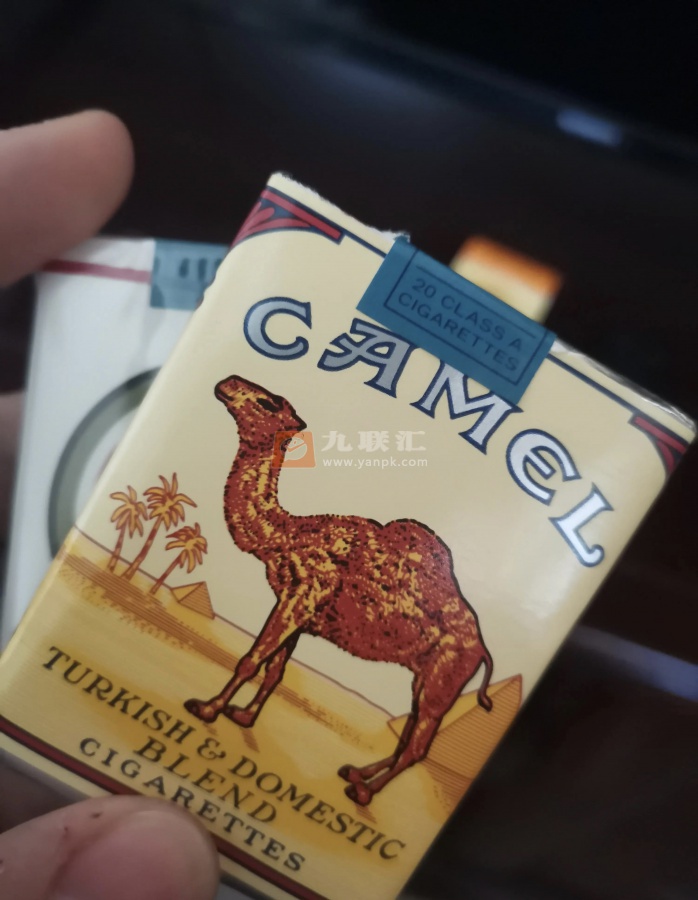 20 CLASS A
CIGARETTES
CAMEL
九联汇
www.yanpk.com
TURKISH & DOMESTIC
BLEND
CIGARETTES